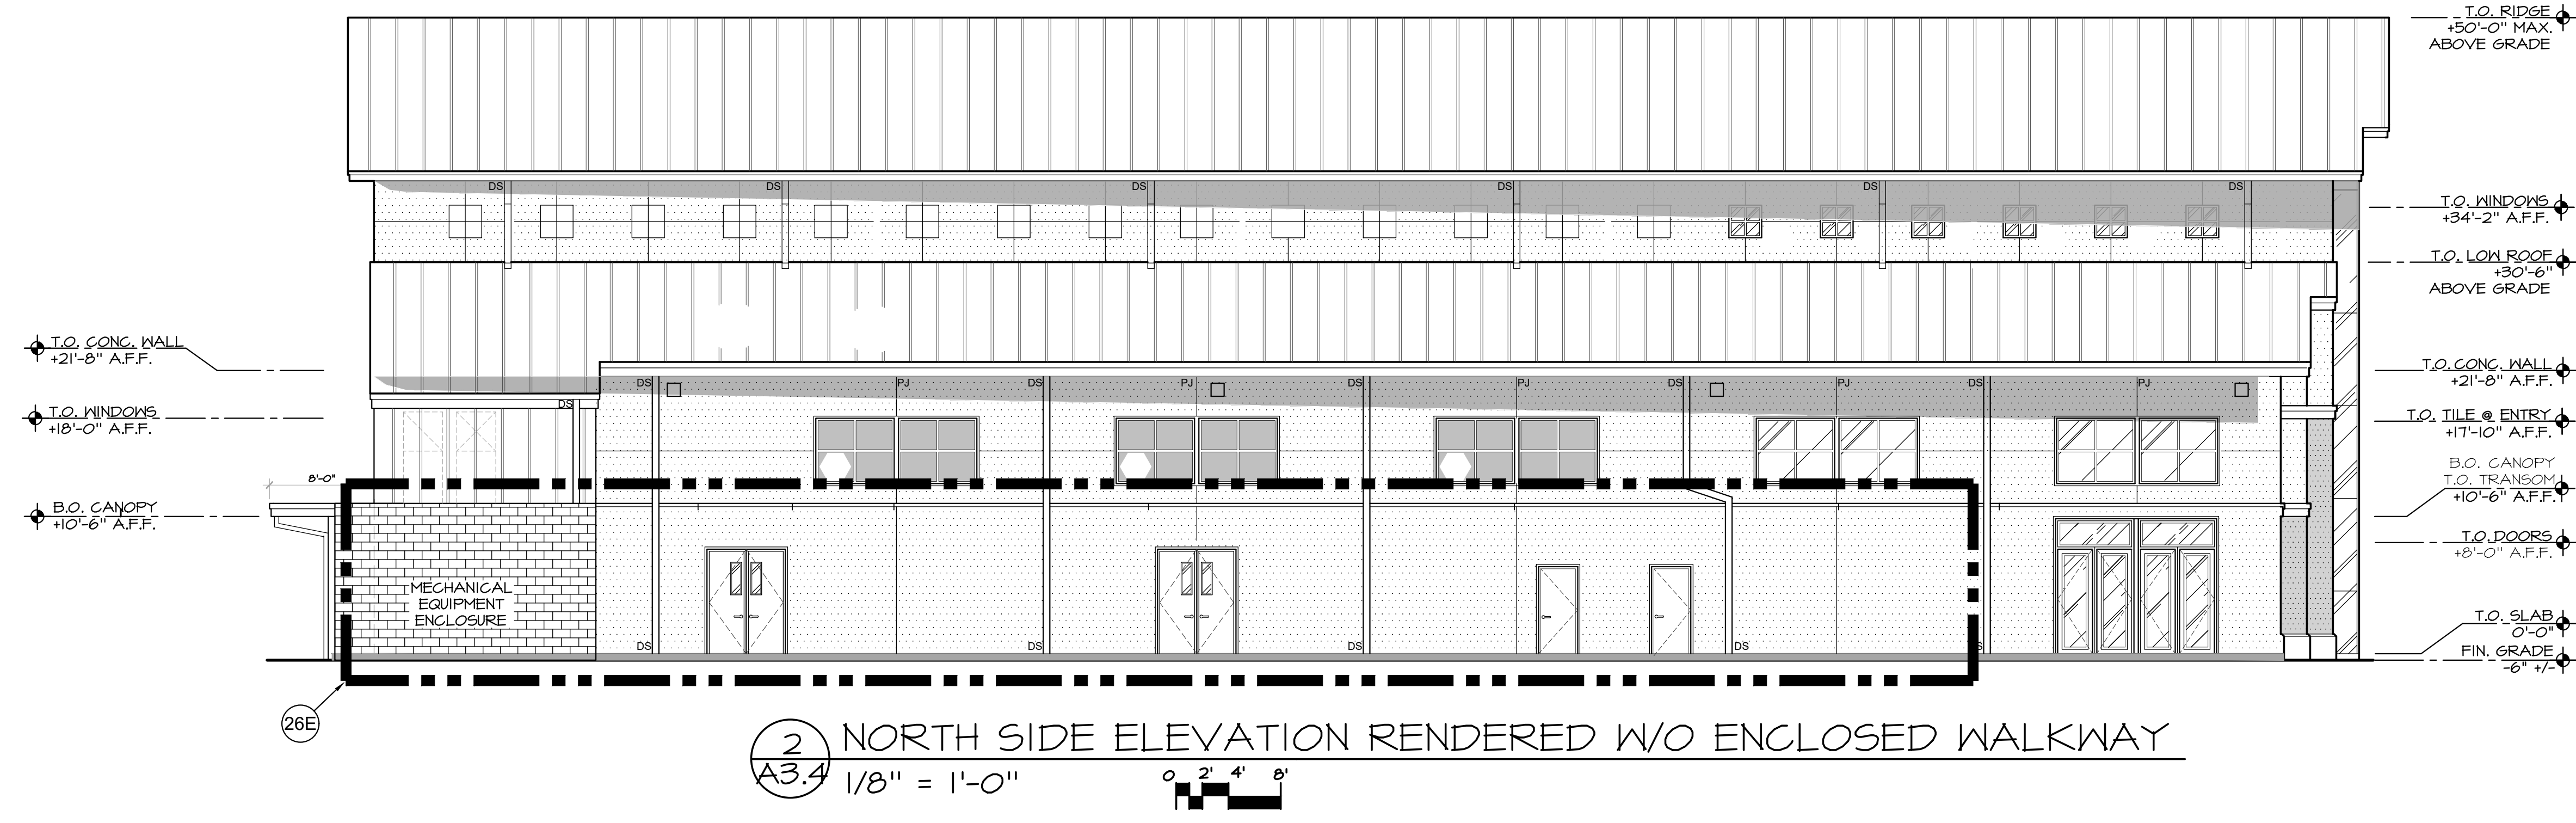 T.O. RIDGE
+50'-0" MAX.
ABOVE GRADE
DS DS DS DS DS DS
T.O. WINDOWS
+34'-2" A.F.F.
T.O. LOW ROOF
+30'-6"
ABOVE GRADE
T.O. CONC. WALL
+21'-8" A.F.F.
T.O. CONC. WALL
+21'-8" A.F.F.
DS PJ DS PJ DS PJ DS PJ DS PJ
DS
T.O. WINDOWS
+18'-0" A.F.F.
T.O. TILE @ ENTRY
+17'-10" A.F.F.
8'-0"
B.O. CANOPY
T.O. TRANSOM
+10'-6" A.F.F.
B.O. CANOPY
+10'-6" A.F.F.
T.O. DOORS
+8'-0" A.F.F.
MECHANICAL
EQUIPMENT
ENCLOSURE
T.O. SLAB
0'-0"
DS DS DS DS DS
FIN. GRADE
-6" +/-
26E
2
A3.4
NORTH SIDE ELEVATION RENDERED W/O ENCLOSED WALKWAY
1/8" = 1'-0"
0 2' 4' 8'